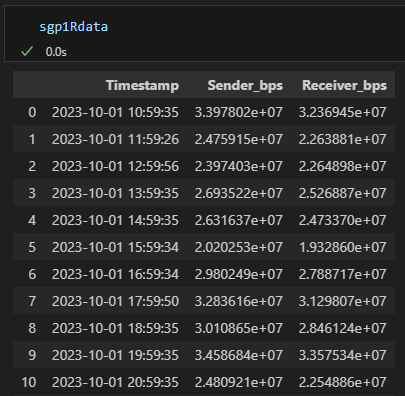 sgp1Rdata
0.0s
Timestamp Sender_bps Receiver_bps
0 2023-10-01 10:59:35 3.397802e+07 3.236945e+07
1 2023-10-01 11:59:26 2.475915e+07 2.263881e+07
2 2023-10-01 12:59:56 2.397403e+07 2.264898e+07
3 2023-10-01 13:59:35 2.693522e+07 2.526887e+07
4 2023-10-01 14:59:35 2.631637e+07 2.473370e+07
5 2023-10-01 15:59:34 2.020253e+07 1.932860e+07
6 2023-10-01 16:59:34 2.980249e+07 2.788717e+07
7 2023-10-01 17:59:50 3.283616e+07 3.129807e+07
8 2023-10-01 18:59:35 3.010865e+07 2.846124e+07
9 2023-10-01 19:59:35 3.458684e+07 3.357534e+07
10 2023-10-01 20:59:35 2.480921e+07 2.254886e+07